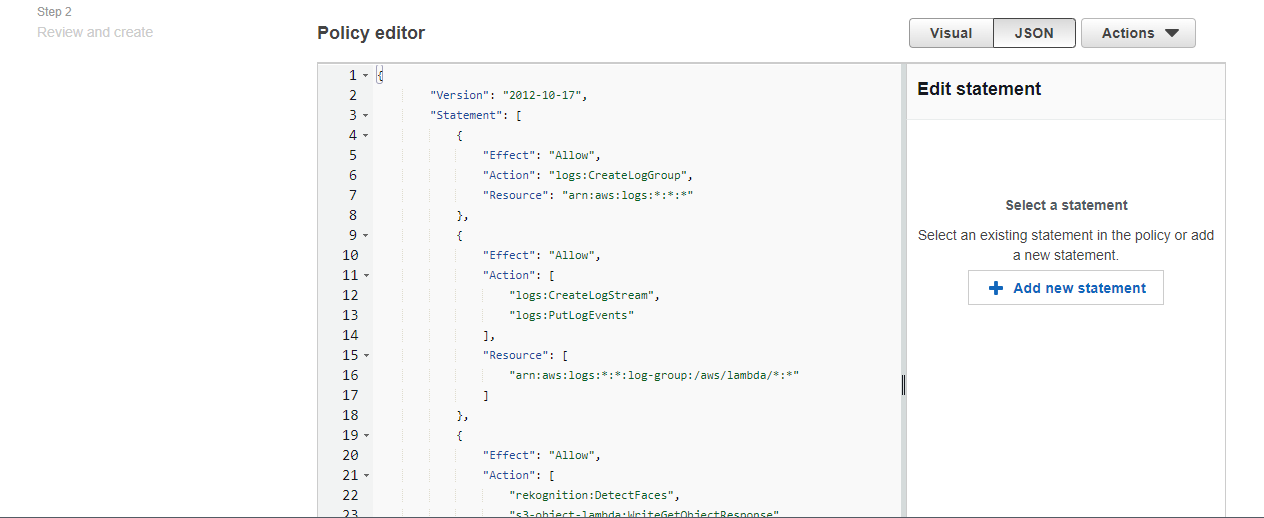 Step 2
Review and create
Policy editor
Visual
JSON
Actions
1 {
2 "Version": "2012-10-17",
3 "Statement": [
4 {
5 "Effect": "Allow",
6 "Action": "logs:CreateLogGroup",
7 "Resource": "arn:aws:logs:*:*:*"
8 },
9 {
10 "Effect": "Allow",
11 "Action": [
12 "logs:CreateLogStream",
13 "logs:PutLogEvents"
14 ],
15 "Resource": [
16 "arn:aws:logs:*:*:log-group:/aws/lambda/*:*"
17 ]
18 },
19 {
20 "Effect": "Allow",
21 "Action": [
22 "rekognition:DetectFaces",
23 "s3-object-lambda:WriteGetObjectResponse"
Edit statement
Select a statement
Select an existing statement in the policy or add
a new statement.
Add new statement